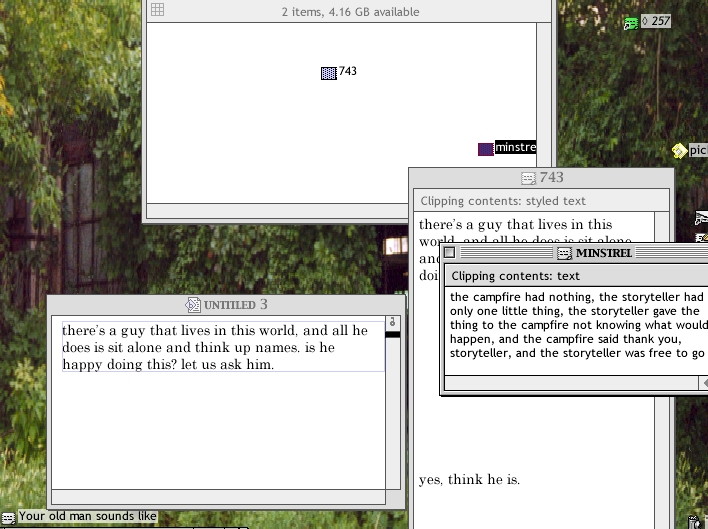 2 items, 4.16 GB available
◊ 257
743
minstre
pic
743
Clipping contents: styled text
there's a guy that lives in this
world, and all he does is sit alone
and
doi
MINSTREL
Clipping contents: text
the campfire had nothing, the storyteller had
only one little thing, the storyteller gave the
thing to the campfire not knowing what would
happen, and the campfire said thank you,
storyteller, and the storyteller was free to go
UNTITLED 3
there's a guy that lives in this world, and all he
does is sit alone and think up names. is he
happy doing this? let us ask him.
yes, think he is.
Your old man sounds like